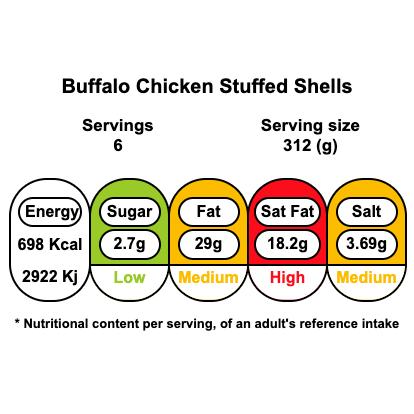 Buffalo Chicken Stuffed Shells
Servings Serving size
6 312 (g)
Energy Sugar Fat Sat Fat Salt
698 Kcal 2.7g 29g 18.2g 3.69g
2922 Kj Low Medium High Medium
* Nutritional content per serving, of an adult's reference intake